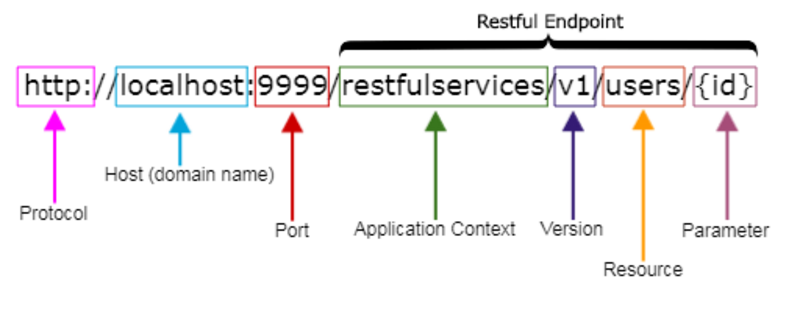 Restful Endpoint
http://localhost:9999/restfulservices/v1/users/{id}
Host (domain name)
Protocol
Port
Application Context
Version
Parameter
Resource